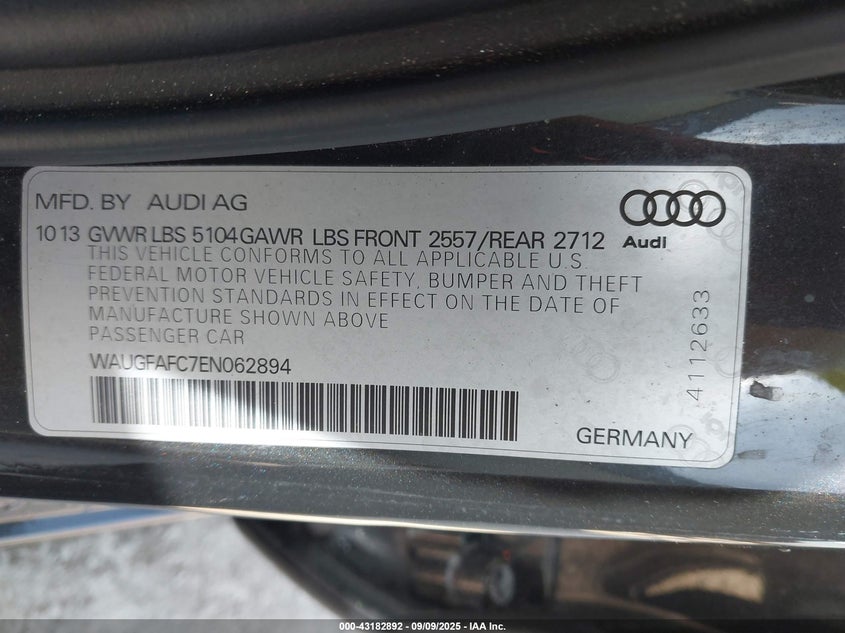 MFD. BY AUDI AG
10 13 GVWR LBS 5104 GAWR LBS FRONT 2557/REAR 2712
Audi
THIS VEHICLE CONFORMS TO ALL APPLICABLE U.S.
FEDERAL MOTOR VEHICLE SAFETY, BUMPER AND THEFT
PREVENTION STANDARDS IN EFFECT ON THE DATE OF
MANUFACTURE SHOWN ABOVE
PASSENGER CAR
WAUGFAFC7EN062894
4112633
GERMANY
000-43182892 - 09/09/2025 - IAA Inc.